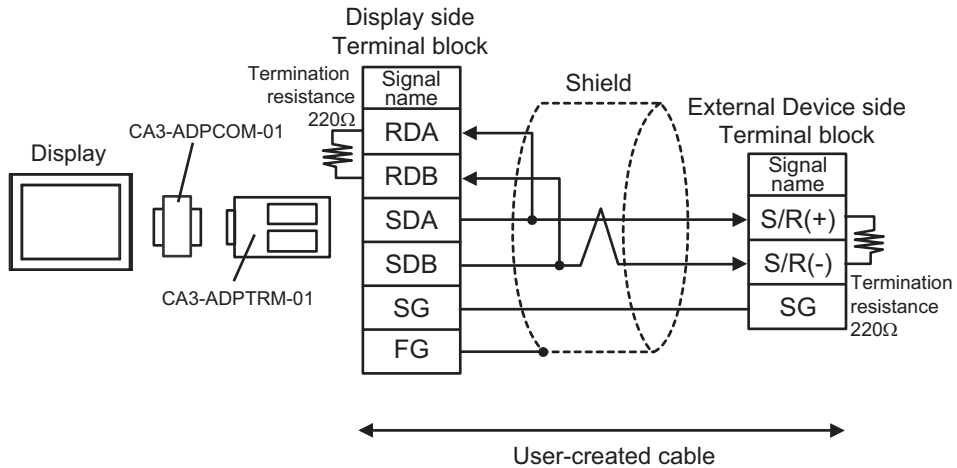 Display side
Terminal block
Termination
resistance
220Ω
CA3-ADPCOM-01
Display
CA3-ADPTRM-01
Signal
name
RDA
RDB
SDA
SDB
SG
FG
Shield
External Device side
Terminal block
Signal
name
S/R(+)
S/R(-)
SG
Termination
resistance
220Ω
User-created cable